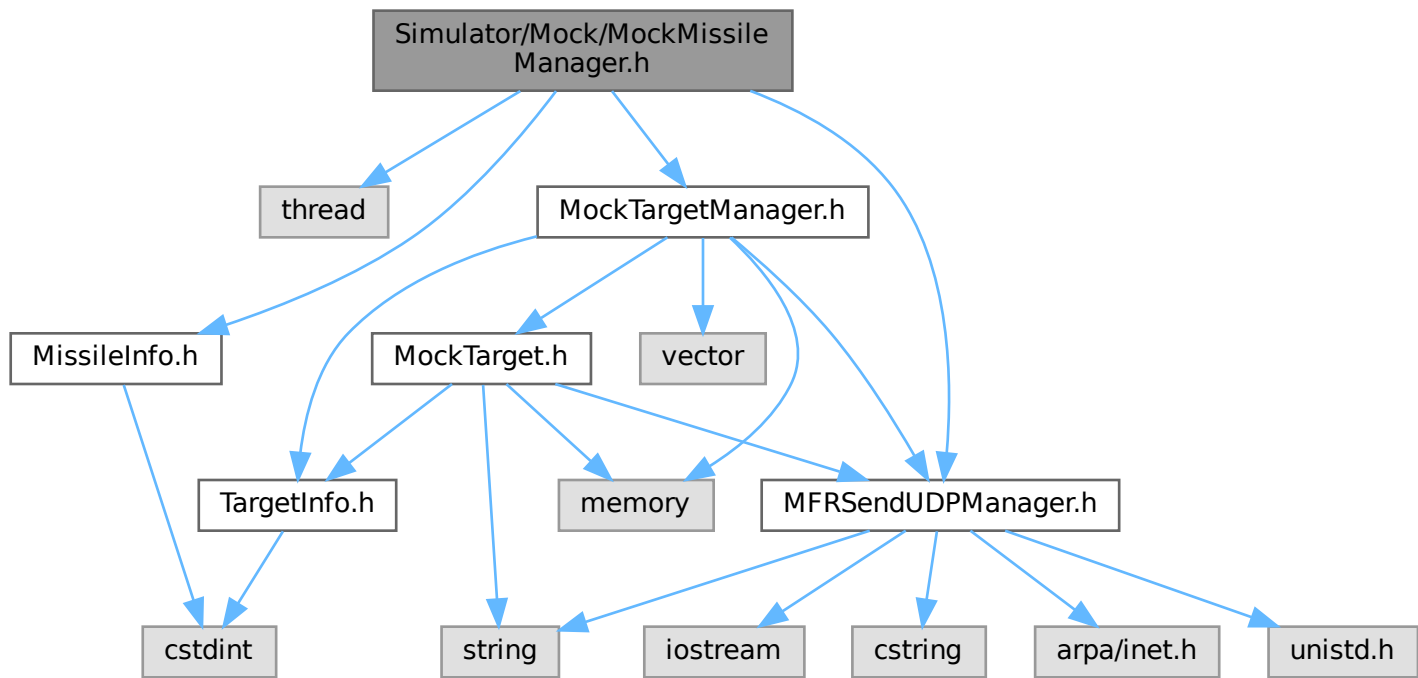 Simulator/Mock/MockMissile
Manager.h
thread
MockTargetManager.h
MissileInfo.h
MockTarget.h
vector
TargetInfo.h
memory
MFRSendUDPManager.h
cstdint
string
iostream
cstring
arpa/inet.h
unistd.h